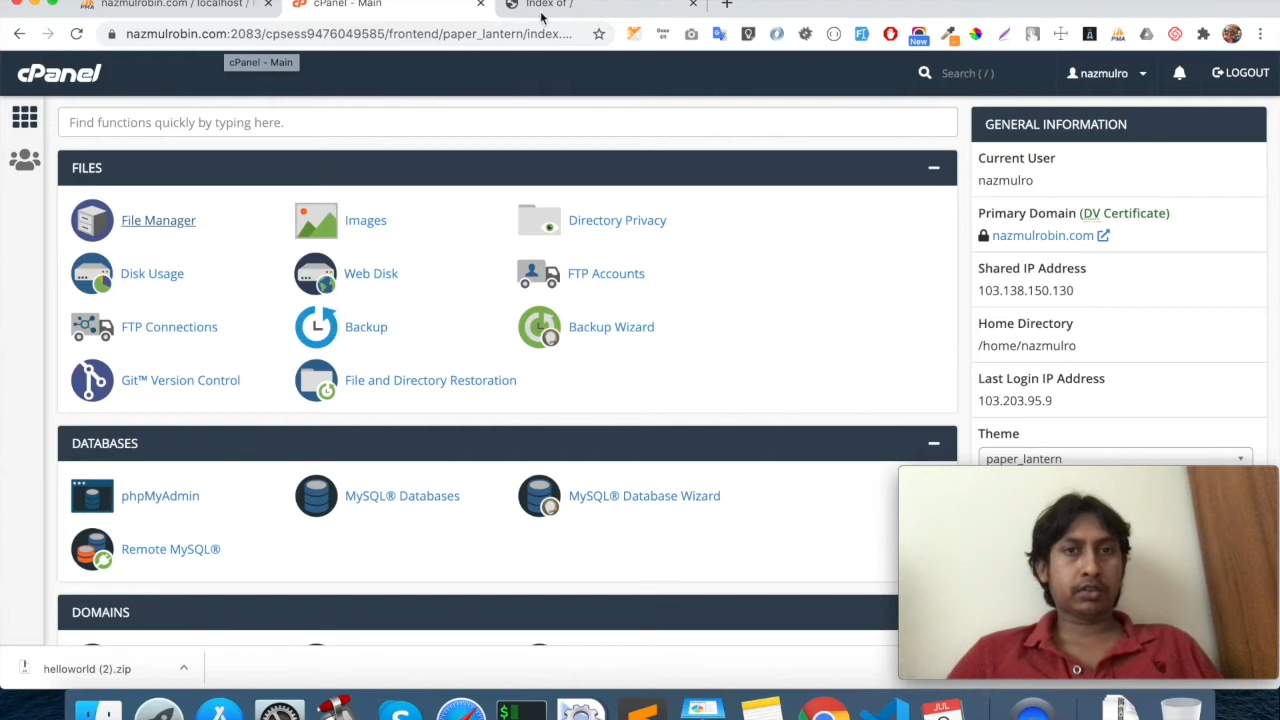 nazmulrobin.com / localhost / 
cPanel - Main
Index of /
nazmulrobin.com:2083/cpsess9476049585/frontend/paper_lantern/index....
New
cPanel - Main
cPanel
Search ( / )
nazmulro
LOGOUT
Find functions quickly by typing here.
FILES
File Manager
Images
Directory Privacy
Disk Usage
Web Disk
FTP Accounts
FTP Connections
Backup
Backup Wizard
Git™ Version Control
File and Directory Restoration
DATABASES
phpMyAdmin
MySQL® Databases
MySQL® Database Wizard
Remote MySQL®
DOMAINS
GENERAL INFORMATION
Current User
nazmulro
Primary Domain (DV Certificate)
nazmulrobin.com
Shared IP Address
103.138.150.130
Home Directory
/home/nazmulro
Last Login IP Address
103.203.95.9
Theme
paper_lantern
helloworld (2).zip
JUL